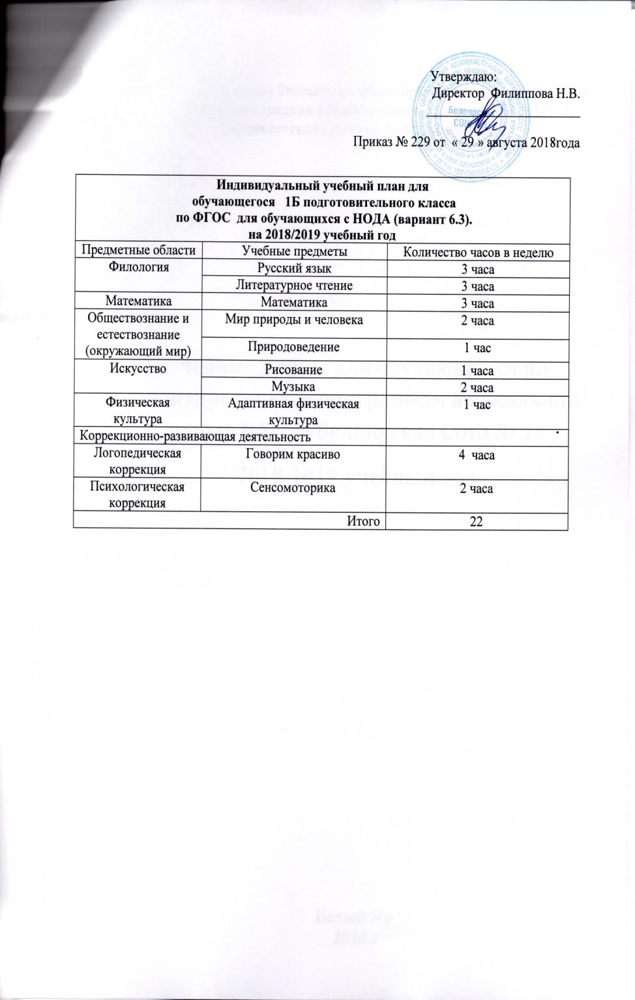 Утверждаю:
Директор Филиппова Н.В.
Белоярская
СОШ
Приказ № 229 от « 29 » августа 2018года
Индивидуальный учебный план для
обучающегося 1Б подготовительного класса
по ФГОС для обучающихся с НОДА (вариант 6.3).
на 2018/2019 учебный год
Предметные области Учебные предметы Количество часов в неделю
Филология Русский язык 3 часа
Литературное чтение 3 часа
Математика Математика 3 часа
Обществознание и естествознание (окружающий мир) Мир природы и человека 2 часа
Природоведение 1 час
Искусство Рисование 1 часа
Музыка 2 часа
Физическая культура Адаптивная физическая культура 1 час
Коррекционно-развивающая деятельность
Логопедическая коррекция Говорим красиво 4 часа
Психологическая коррекция Сенсомоторика 2 часа
Итого 22